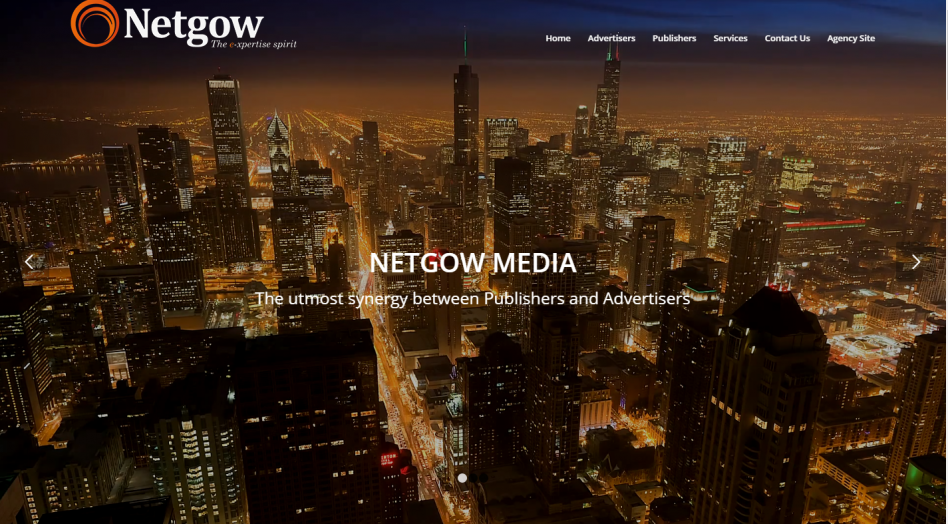 Netgow
The e-xpertise spirit
Home Advertisers Publishers Services Contact Us Agency Site
NETGOW MEDIA
The utmost synergy between Publishers and Advertisers